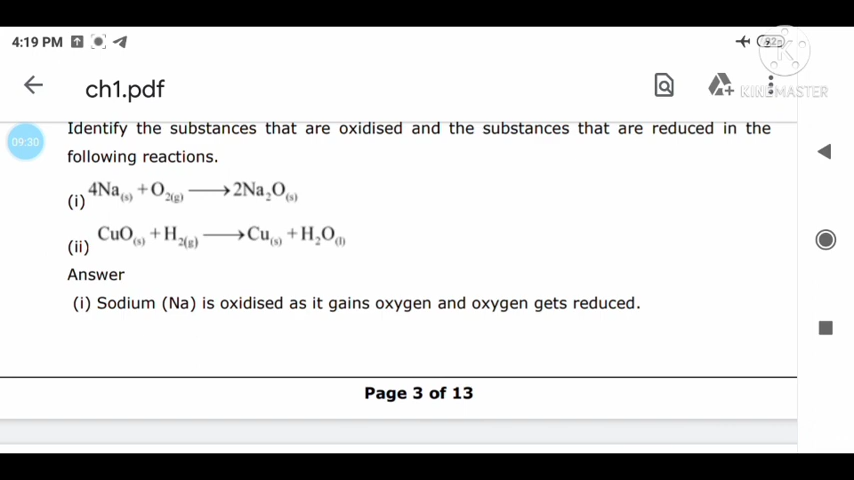 4:19 PM
92
ch1.pdf
KINEMASTER
09:30
Identify the substances that are oxidised and the substances that are reduced in the
following reactions.
(i) 4Na(s) + O2(g) ⟶ 2Na2O(s)
(ii) CuO(s) + H2(g) ⟶ Cu(s) + H2O(l)
Answer
(i) Sodium (Na) is oxidised as it gains oxygen and oxygen gets reduced.
Page 3 of 13